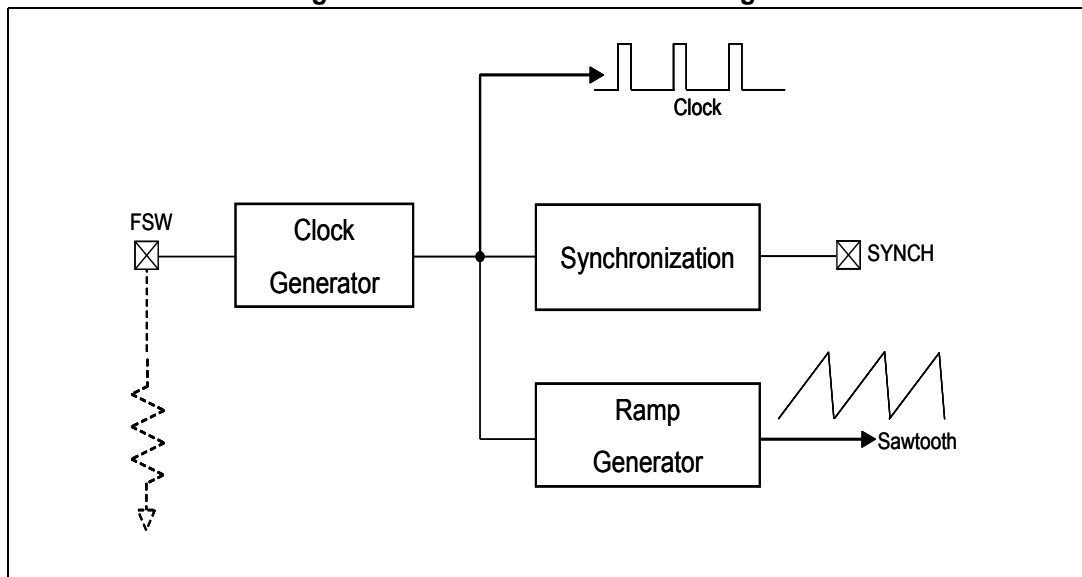 Clock
FSW
Clock
Generator
Synchronization
SYNCH
Ramp
Generator
Sawtooth